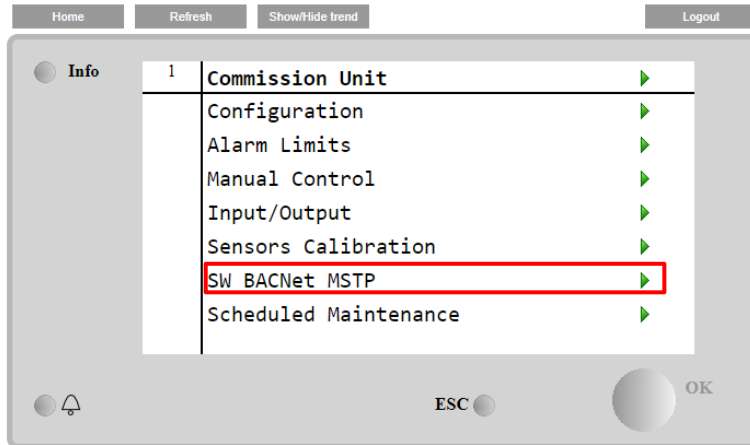 Home Refresh Show/Hide trend Logout
Info 1 Commission Unit
Configuration
Alarm Limits
Manual Control
Input/Output
Sensors Calibration
SW BACNet MSTP
Scheduled Maintenance
ESC OK